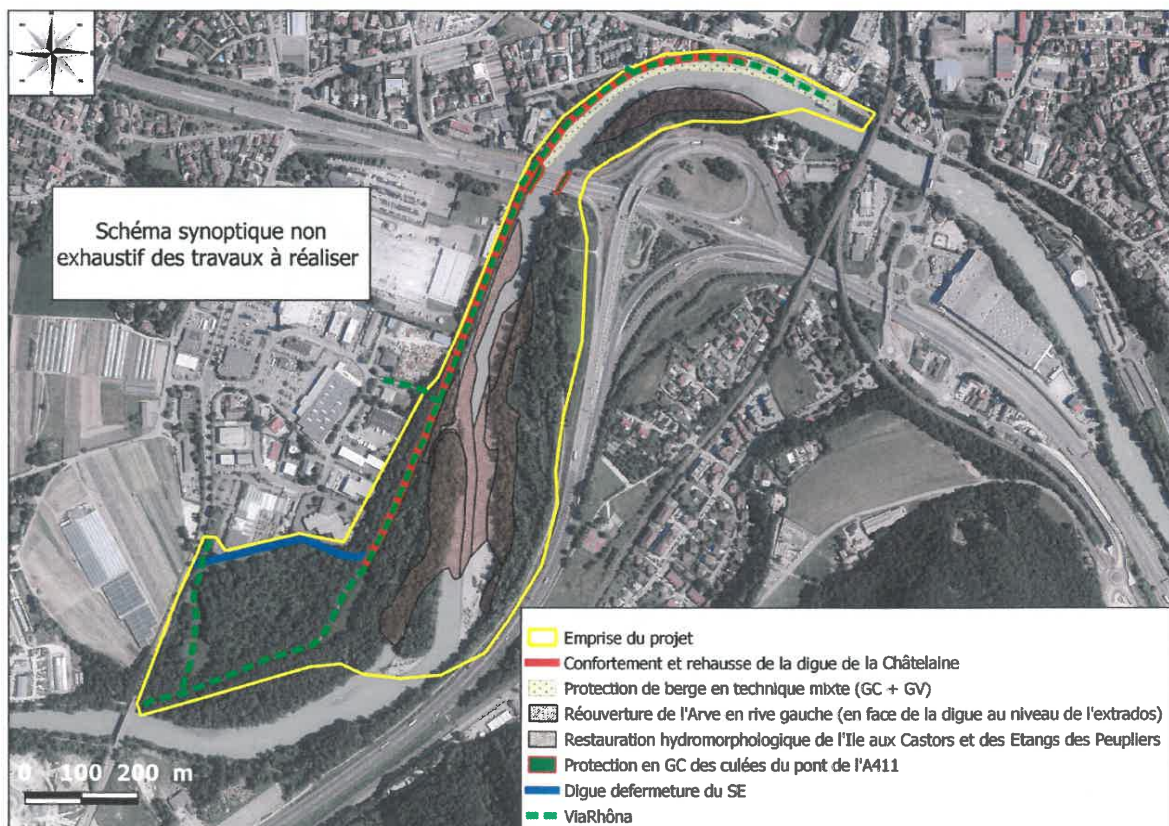 Schéma synoptique non
exhaustif des travaux à réaliser
Emprise du projet
Confortement et rehausse de la digue de la Châtelaine
Protection de berge en technique mixte (GC + GV)
Réouverture de l'Arve en rive gauche (en face de la digue au niveau de l'extrados)
Restauration hydromorphologique de l'Ile aux Castors et des Etangs des Peupliers
Protection en GC des culées du pont de l'A411
Digue defermeture du SE
ViaRhôna
0 100 200 m